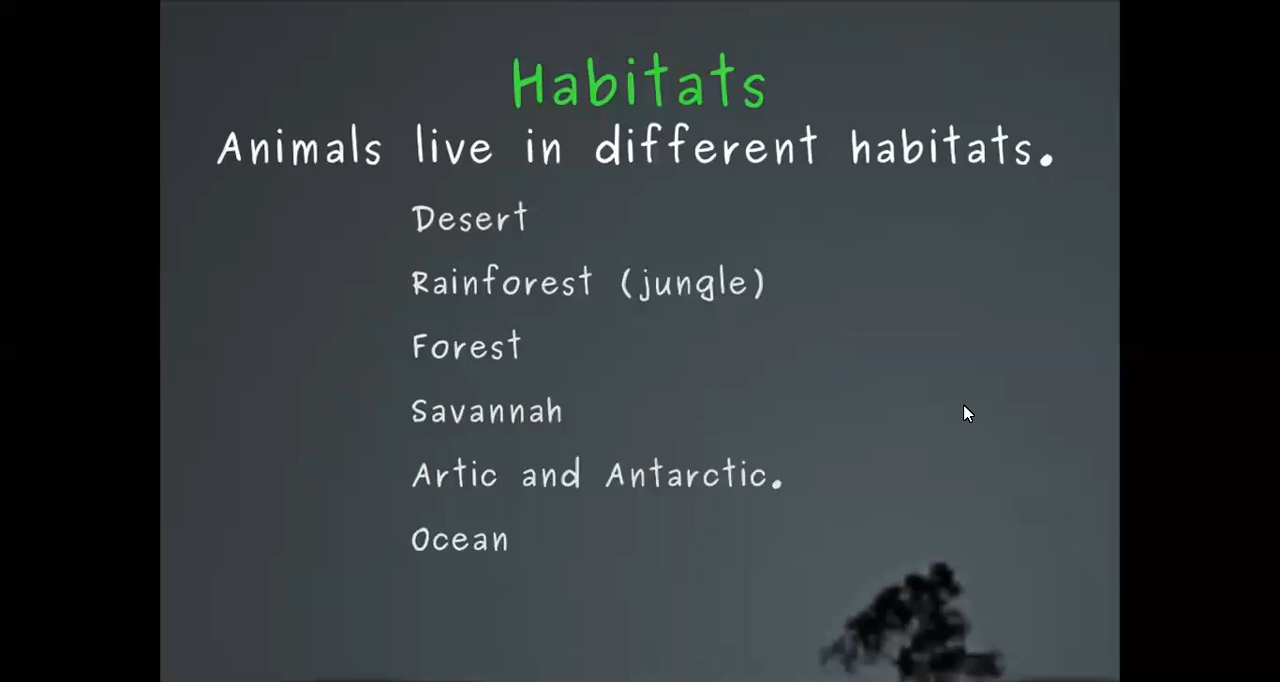 Habitats
Animals live in different habitats.
Desert
Rainforest (jungle)
Forest
Savannah
Artic and Antarctic.
Ocean